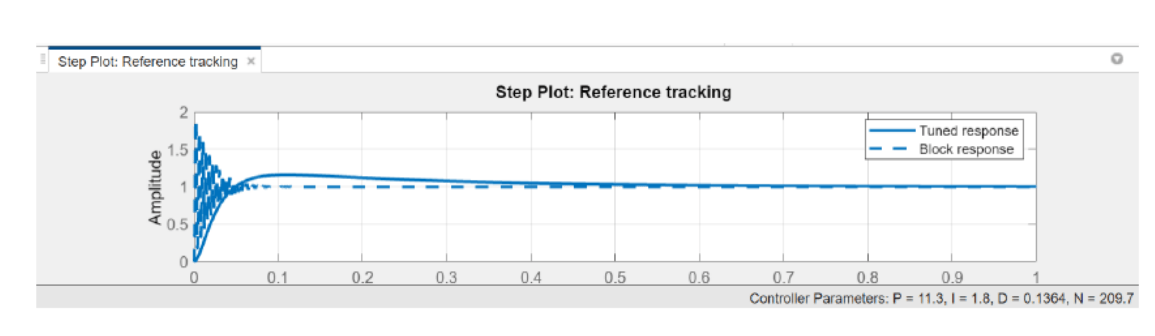 Step Plot: Reference tracking ×
Step Plot: Reference tracking
2
1.5
1
0.5
0
Amplitude
Tuned response
Block response
0 0.1 0.2 0.3 0.4 0.5 0.6 0.7 0.8 0.9 1
Controller Parameters: P = 11.3, I = 1.8, D = 0.1364, N = 209.7